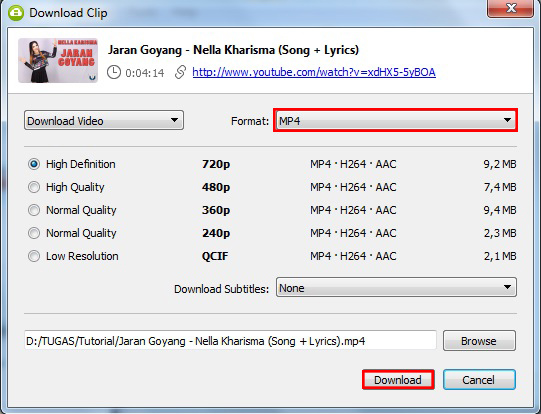 Download Clip
NELLA KHARISMA
JARAN
GOYANG
Jaran Goyang - Nella Kharisma (Song + Lyrics)
0:04:14 http://www.youtube.com/watch?v=xdHX5-5yBOA
Download Video Format: MP4
High Definition 720p MP4 · H264 · AAC 9,2 MB
High Quality 480p MP4 · H264 · AAC 7,4 MB
Normal Quality 360p MP4 · H264 · AAC 9,4 MB
Normal Quality 240p MP4 · H264 · AAC 2,3 MB
Low Resolution QCIF MP4 · H264 · AAC 2,1 MB
Download Subtitles: None
D:/TUGAS/Tutorial/Jaran Goyang - Nella Kharisma (Song + Lyrics).mp4 Browse
Download Cancel